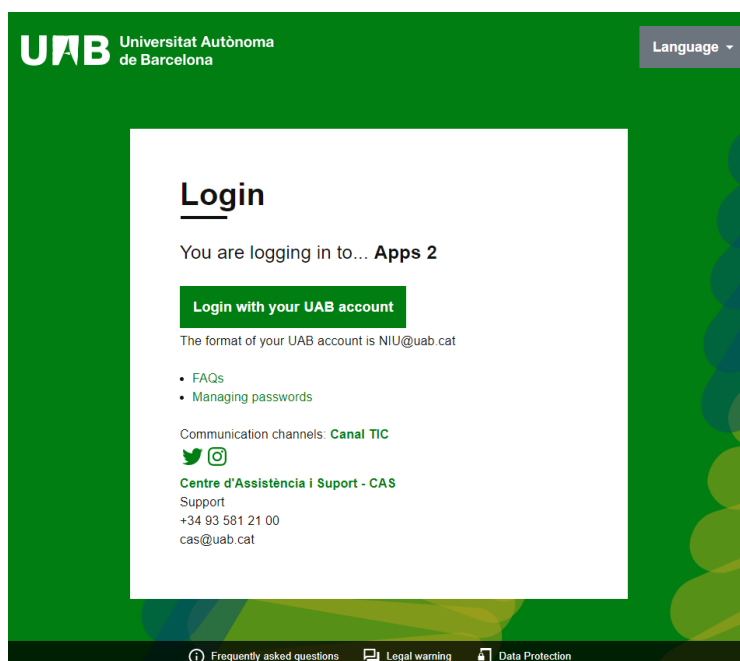 UAB Universitat Autònoma
de Barcelona
Language
Login
You are logging in to... Apps 2
Login with your UAB account
The format of your UAB account is NIU@uab.cat
FAQs
Managing passwords
Communication channels: Canal TIC
Centre d'Assistència i Suport - CAS
Support
+34 93 581 21 00
cas@uab.cat
Frequently asked questions Legal warning Data Protection